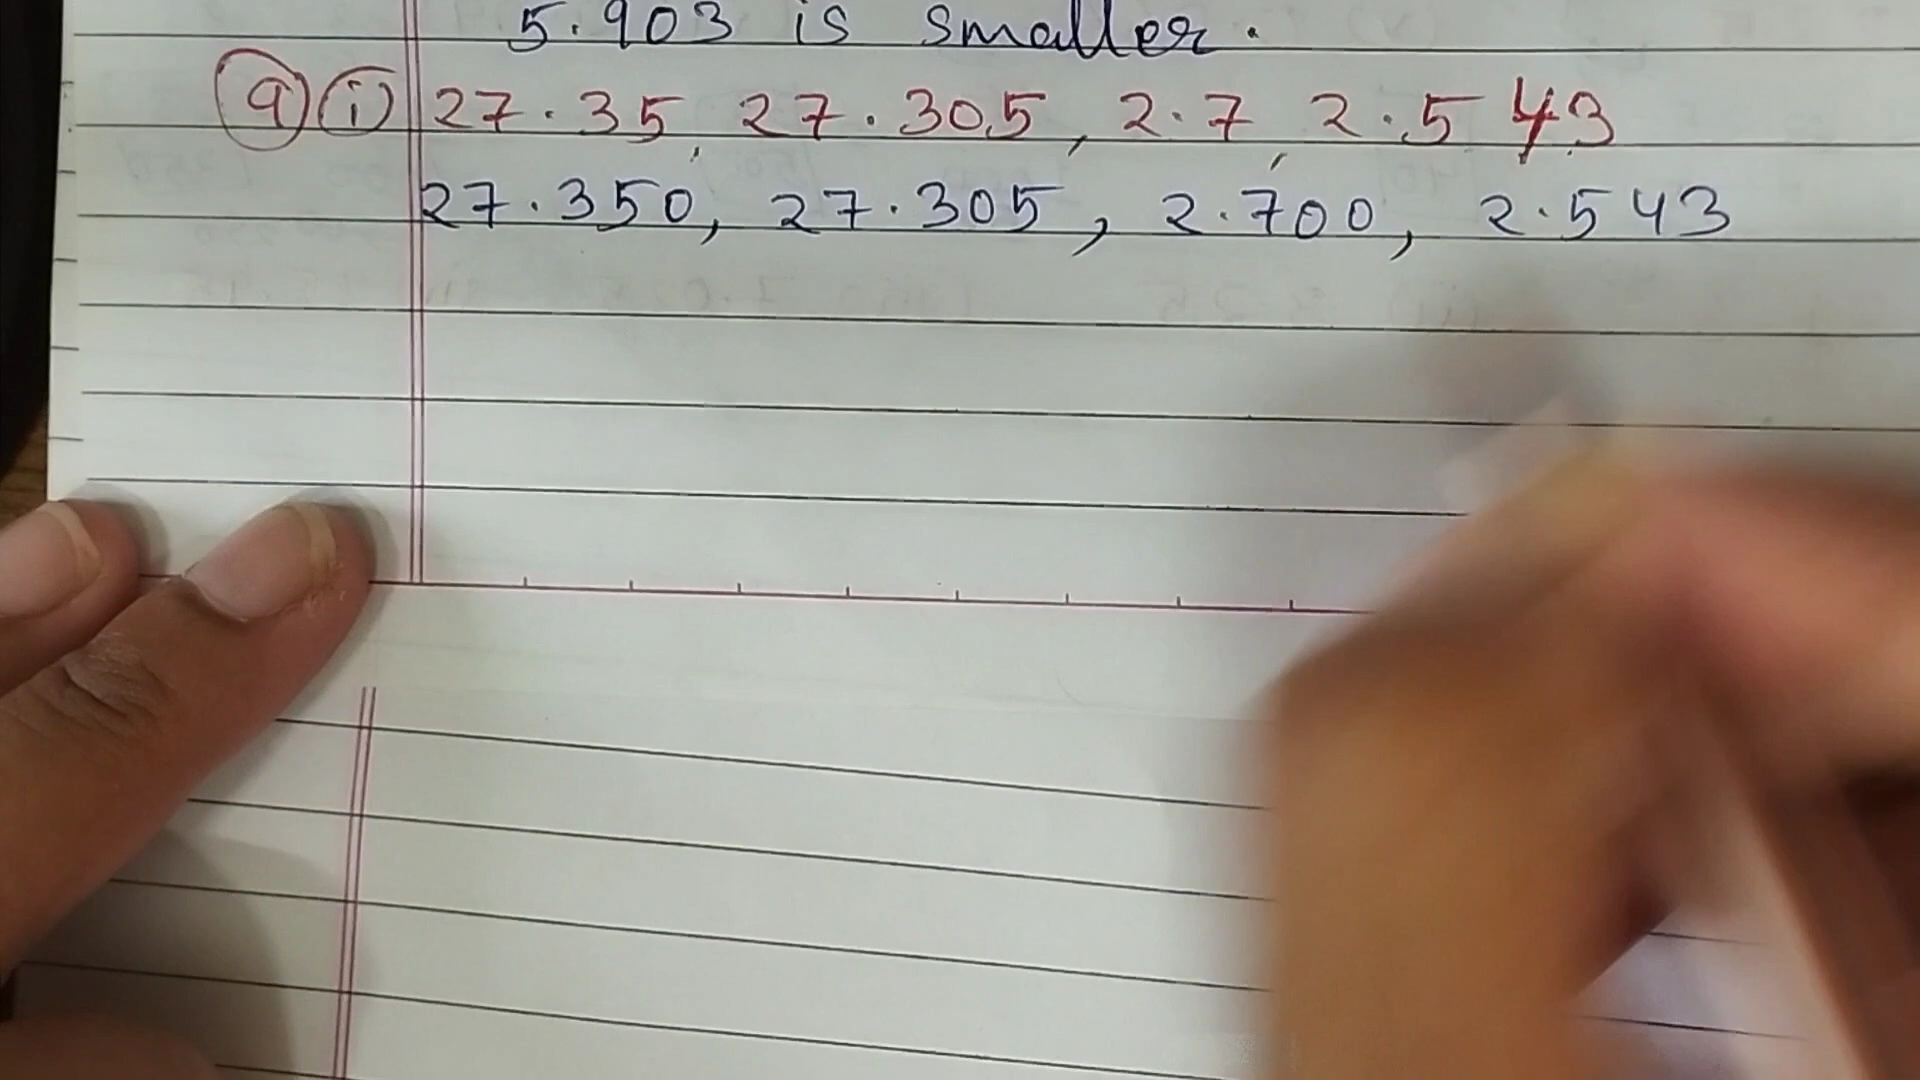 5.903 is smaller.
9 i 27.35, 27.305, 2.7, 2.543
27.350, 27.305, 2.700, 2.543